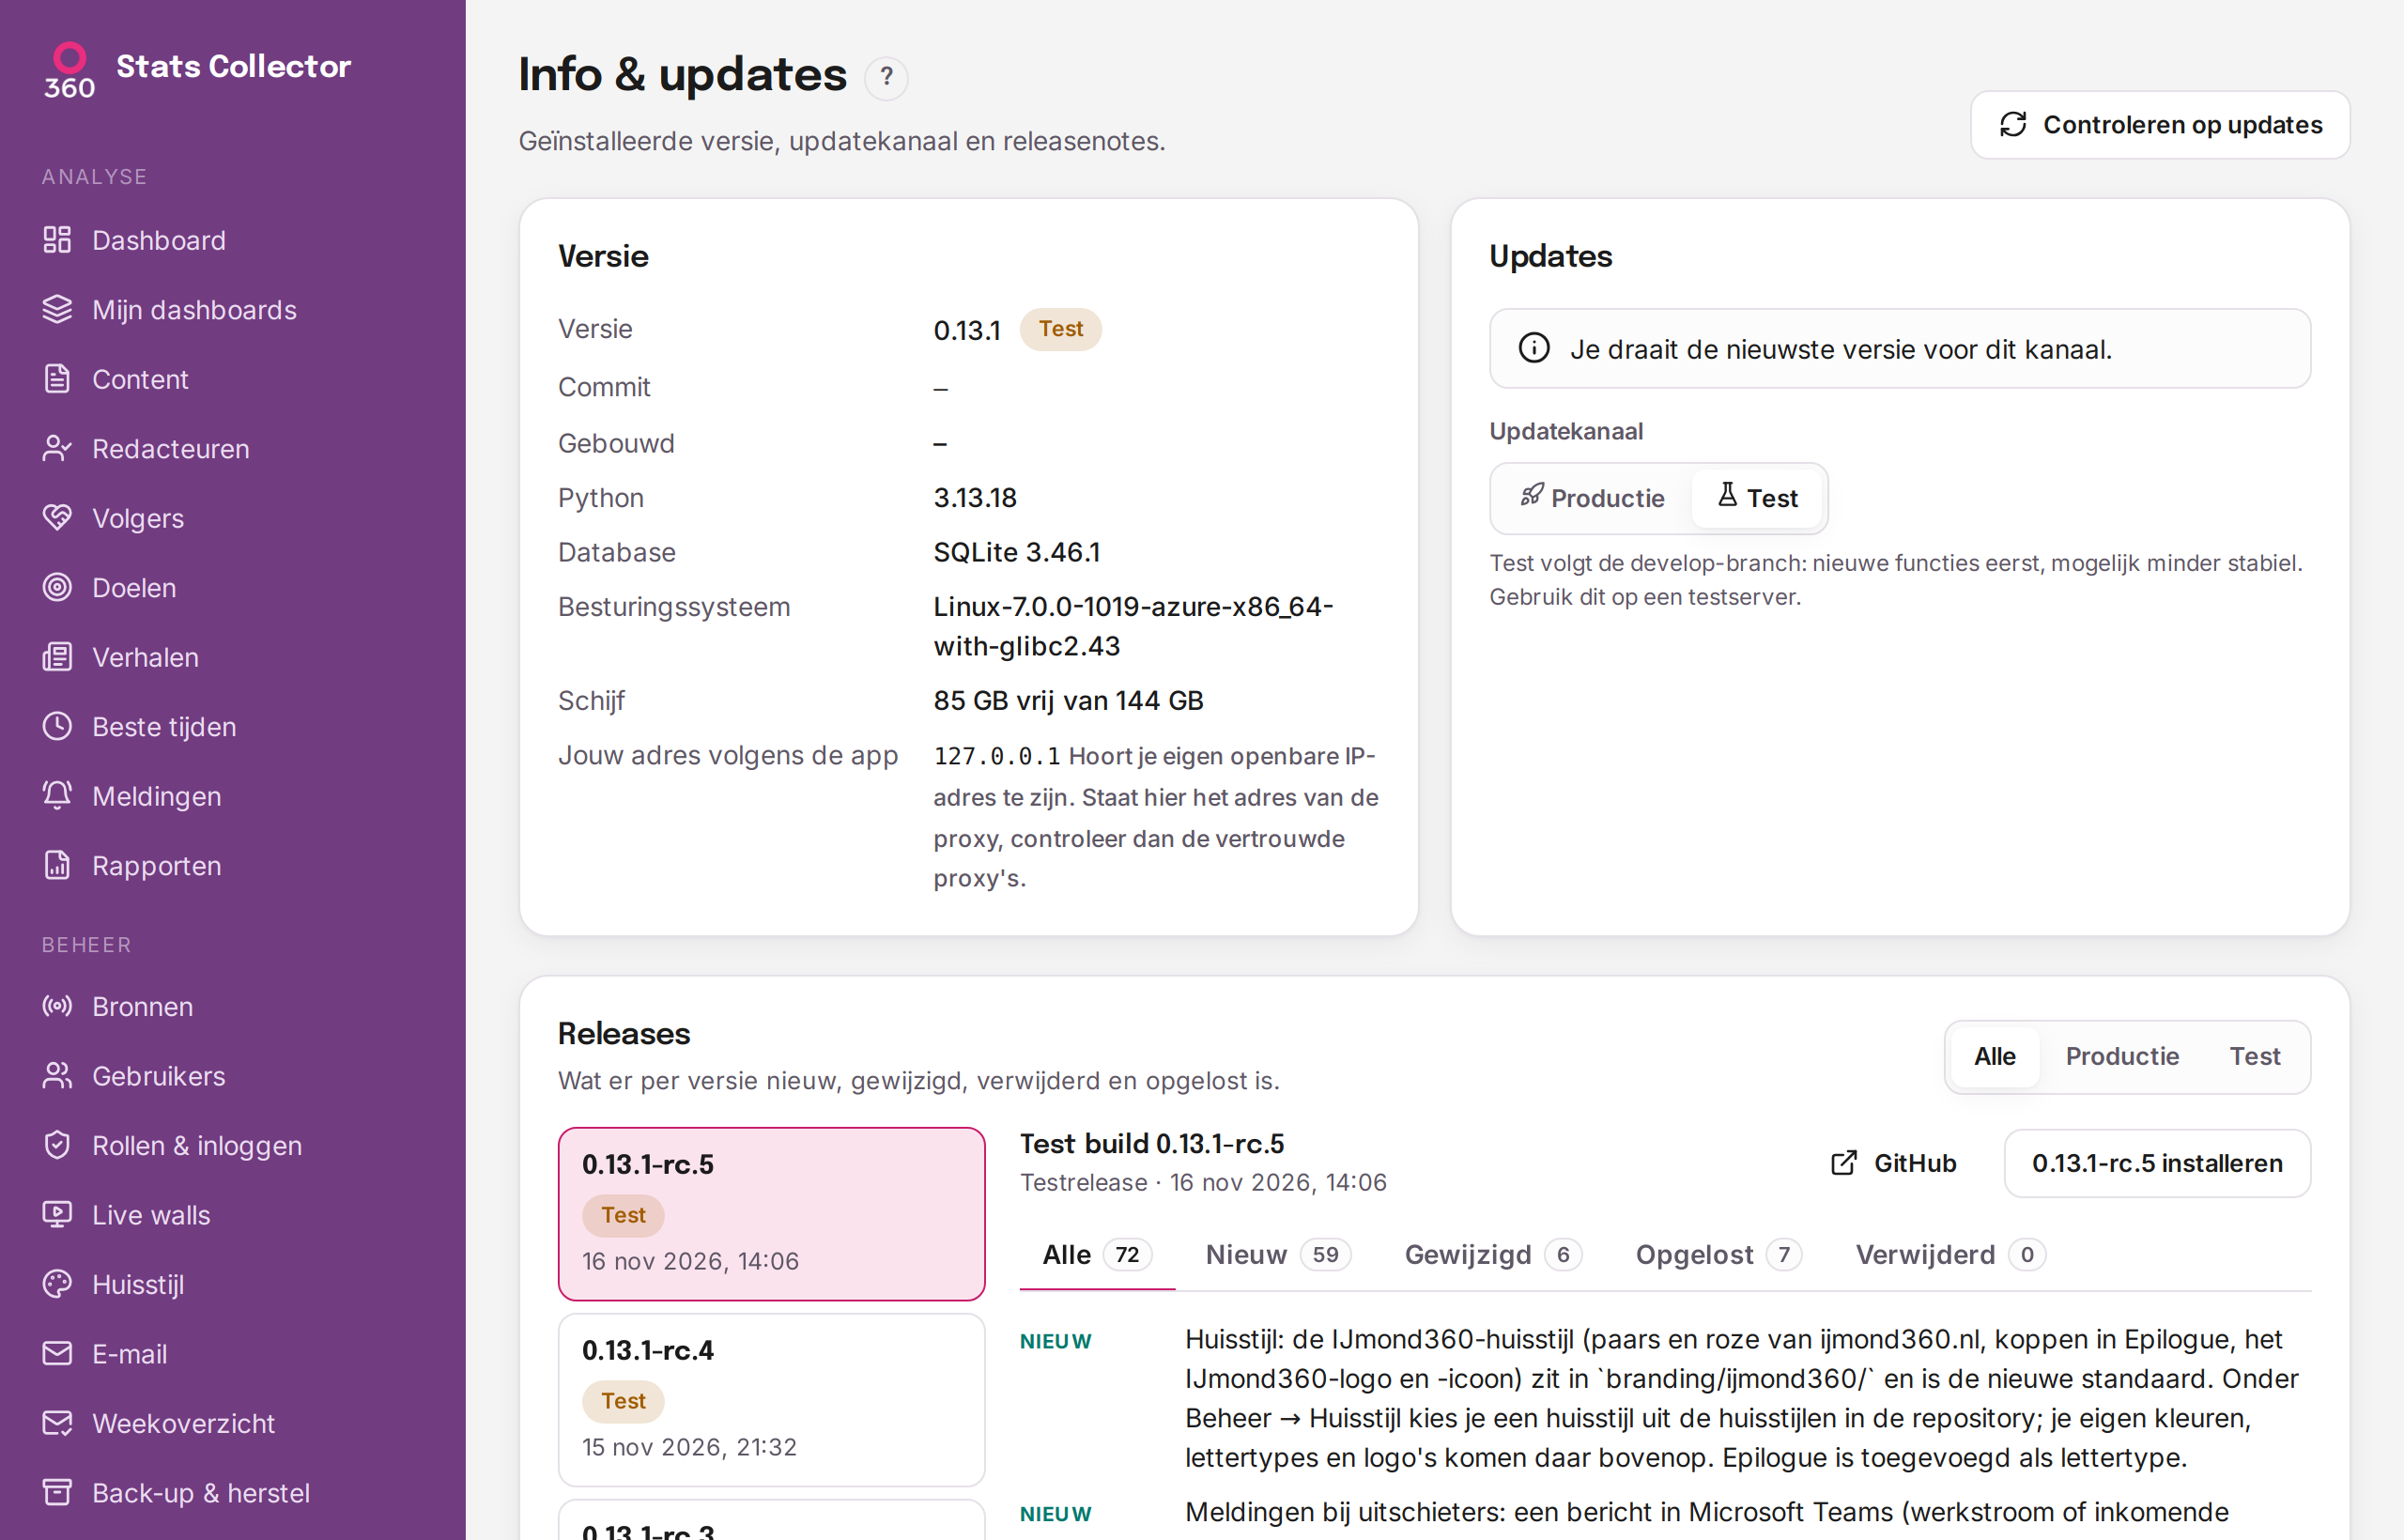 360
Stats Collector
ANALYSE
Dashboard
Mijn dashboards
Content
Redacteuren
Volgers
Doelen
Verhalen
Beste tijden
Meldingen
Rapporten
BEHEER
Bronnen
Gebruikers
Rollen & inloggen
Live walls
Huisstijl
E-mail
Weekoverzicht
Back-up & herstel
Info & updates ?
Geïnstalleerde versie, updatekanaal en releasenotes.
Controleren op updates
Versie
Versie 0.13.1 Test
Commit –
Gebouwd –
Python 3.13.18
Database SQLite 3.46.1
Besturingssysteem Linux-7.0.0-1019-azure-x86_64-
with-glibc2.43
Schijf 85 GB vrij van 144 GB
Jouw adres volgens de app 127.0.0.1 Hoort je eigen openbare IP-
adres te zijn. Staat hier het adres van de
proxy, controleer dan de vertrouwde
proxy's.
Updates
Je draait de nieuwste versie voor dit kanaal.
Updatekanaal
Productie Test
Test volgt de develop-branch: nieuwe functies eerst, mogelijk minder stabiel.
Gebruik dit op een testserver.
Releases
Wat er per versie nieuw, gewijzigd, verwijderd en opgelost is.
Alle Productie Test
0.13.1-rc.5
Test
16 nov 2026, 14:06
0.13.1-rc.4
Test
15 nov 2026, 21:32
0.13.1-rc.3
Test build 0.13.1-rc.5
Testrelease · 16 nov 2026, 14:06
GitHub
0.13.1-rc.5 installeren
Alle 72 Nieuw 59 Gewijzigd 6 Opgelost 7 Verwijderd 0
NIEUW Huisstijl: de IJmond360-huisstijl (paars en roze van ijmond360.nl, koppen in Epilogue, het
IJmond360-logo en -icoon) zit in `branding/ijmond360/` en is de nieuwe standaard. Onder
Beheer → Huisstijl kies je een huisstijl uit de huisstijlen in de repository; je eigen kleuren,
lettertypes en logo's komen daar bovenop. Epilogue is toegevoegd als lettertype.
NIEUW Meldingen bij uitschieters: een bericht in Microsoft Teams (werkstroom of inkomende